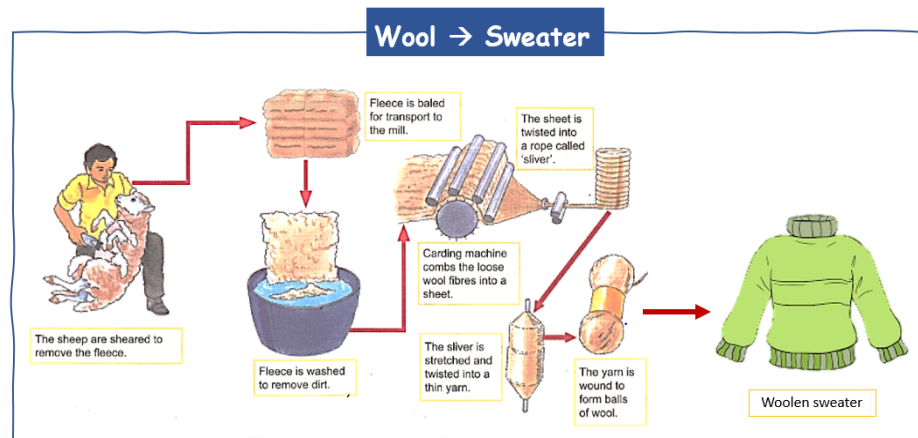 Wool → Sweater
Fleece is baled
for transport to
the mill.
The sheet is
twisted into
a rope called
‘sliver’.
Carding machine
combs the loose
wool fibres into a
sheet.
The sheep are sheared to
remove the fleece.
Fleece is washed
to remove dirt.
The sliver is
stretched and
twisted into a
thin yarn.
The yarn is
wound to
form balls
of wool.
Woolen sweater